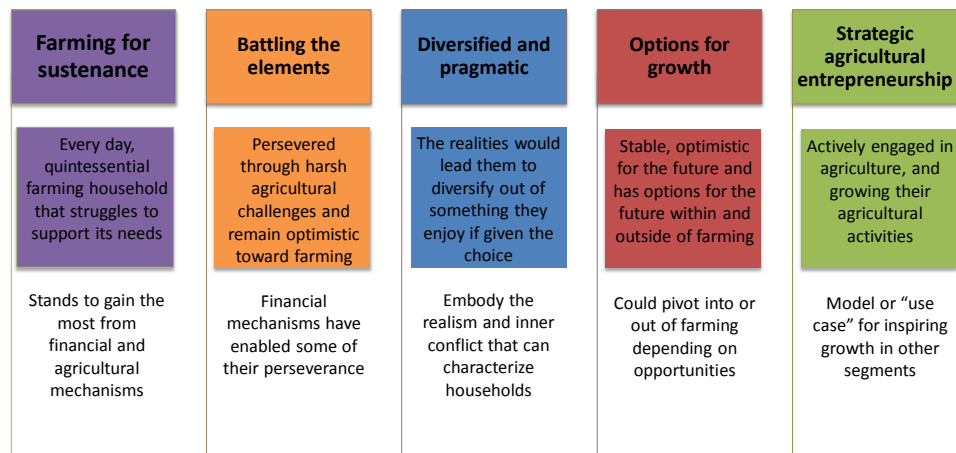 Farming for
sustenance
Battling the
elements
Diversified and
pragmatic
Options for
growth
Strategic
agricultural
entrepreneurship
Every day,
quintessential
farming household
that struggles to
support its needs
Persevered
through harsh
agricultural
challenges and
remain optimistic
toward farming
The realities would
lead them to
diversify out of
something they
enjoy if given the
choice
Stable, optimistic
for the future and
has options for the
future within and
outside of farming
Actively engaged in
agriculture, and
growing their
agricultural
activities
Stands to gain the
most from
financial and
agricultural
mechanisms
Financial
mechanisms have
enabled some of
their perseverance
Embody the
realism and inner
conflict that can
characterize
households
Could pivot into or
out of farming
depending on
opportunities
Model or “use
case” for inspiring
growth in other
segments